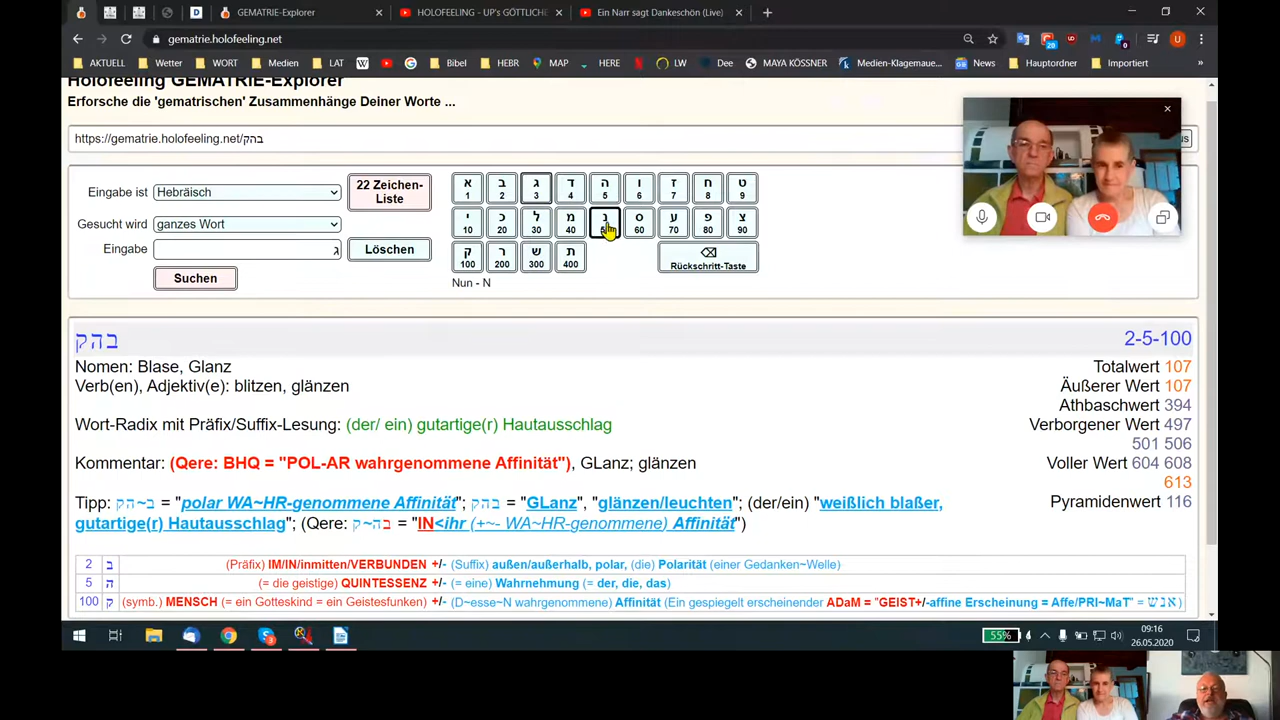 GEMATRIE-Explorer
HOLOFEELING - UP's GÖTTLICHE
Ein Narr sagt Dankeschön (Live)
gematrie.holofeeling.net
AKTUELL Wetter WORT Medien LAT Bibel HEBR MAP HERE LW Dee MAYA KÖSSNER Medien-Klagemaue... News Hauptordner Importiert
Holofeeling GEMATRIE-Explorer
Erforsche die 'gematrischen' Zusammenhänge Deiner Worte ...
https://gematrie.holofeeling.net/בהק
Eingabe ist Hebräisch
22 Zeichen-Liste
Gesucht wird ganzes Wort
Eingabe ג
Löschen
Suchen
א ב ג ד ה ו ז ח ט
1 2 3 4 5 6 7 8 9
י כ ל מ נ ס ע פ צ
10 20 30 40 60 70 80 90
ק ר ש ת
100 200 300 400
Rückschritt-Taste
Nun - N
בהק 2-5-100
Nomen: Blase, Glanz
Verb(en), Adjektiv(e): blitzen, glänzen
Wort-Radix mit Präfix/Suffix-Lesung: (der/ ein) gutartige(r) Hautausschlag
Kommentar: (Qere: BHQ = "POL-AR wahrgenommene Affinität"), GLanz; glänzen
Tipp: ב~הק = "polar WA~HR-genommene Affinität"; בהק = "GLanz", "glänzen/leuchten"; (der/ein) "weißlich blaßer,
gutartige(r) Hautausschlag"; (Qere: בה~ק = "IN<ihr (+~- WA~HR-genommene) Affinität")
Totalwert 107
Äußerer Wert 107
Athbaschwert 394
Verborgener Wert 497
501 506
Voller Wert 604 608
613
Pyramidenwert 116
2 ב (Präfix) IM/IN/inmitten/VERBUNDEN +/- (Suffix) außen/außerhalb, polar, (die) Polarität (einer Gedanken~Welle)
5 ה (= die geistige) QUINTESSENZ +/- (= eine) Wahrnehmung (= der, die, das)
100 ק (symb.) MENSCH (= ein Gotteskind = ein Geistesfunken) +/- (D~esse~N wahrgenommene) Affinität (Ein gespiegelt erscheinender ADaM = "GEIST+/-affine Erscheinung = Affe/PRI~MaT" = אנש)
55%
09:16
26.05.2020